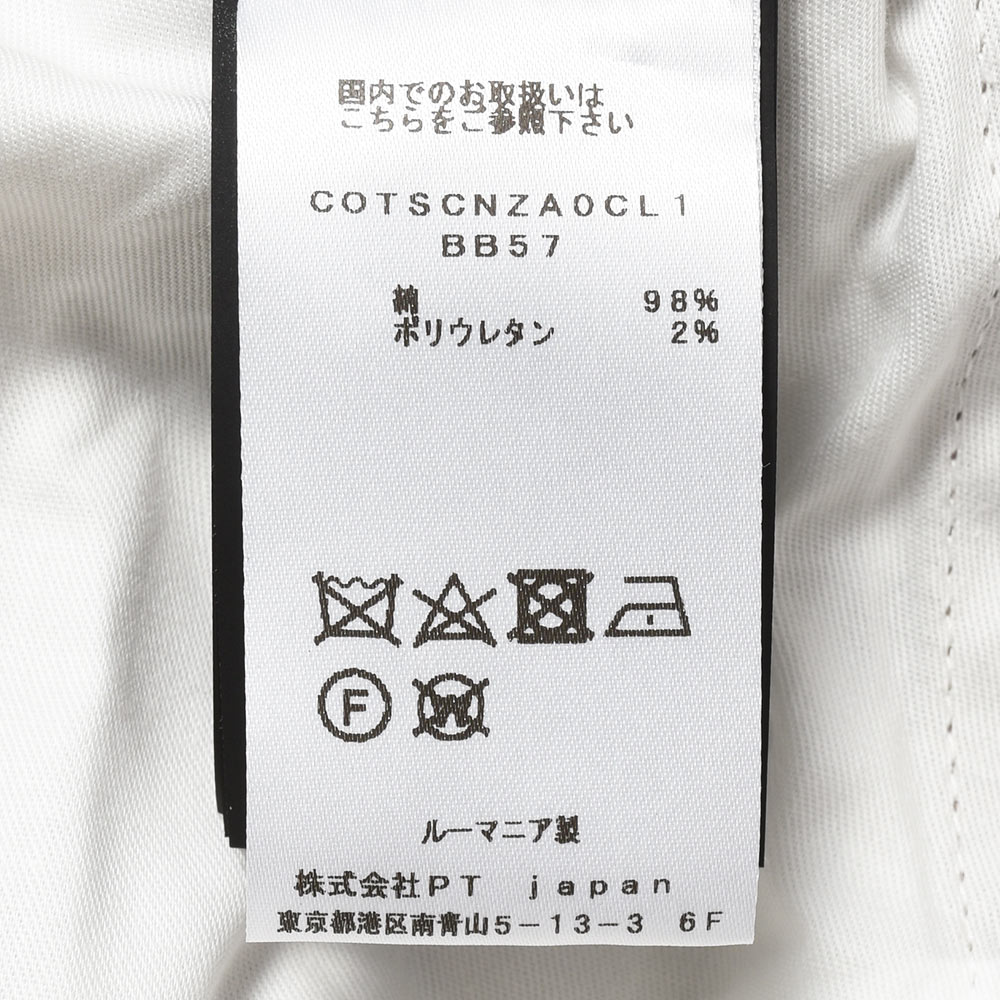 国内でのお取扱いは
こちらをご参照下さい
COTSCNZA0CL1
BB57
綿 98%
ポリウレタン 2%
F
W
ルーマニア製
株式会社PT japan
東京都港区南青山5-13-3 6F